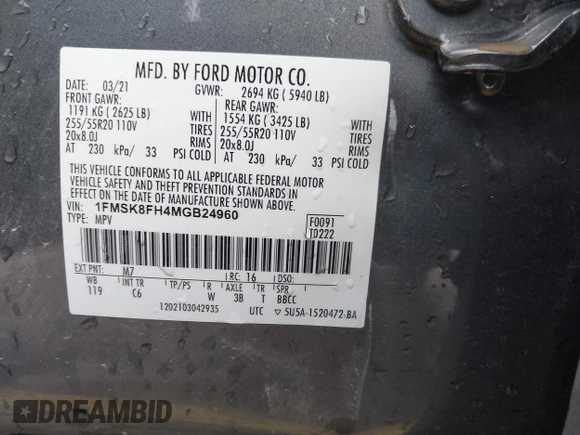 MFD. BY FORD MOTOR CO.
DATE: 03/21 GVWR: 2694 KG ( 5940 LB)
FRONT GAWR: REAR GAWR:
1191 KG ( 2625 LB) 1554 KG ( 3425 LB)
255/55R20 110V WITH TIRES 255/55R20 110V WITH TIRES
20x8.0J RIMS 20x8.0J RIMS
AT 230 kPa/ 33 PSI COLD AT 230 kPa/ 33 PSI COLD
THIS VEHICLE CONFORMS TO ALL APPLICABLE FEDERAL MOTOR
VEHICLE SAFETY AND THEFT PREVENTION STANDARDS IN
EFFECT ON THE DATE OF MANUFACTURE SHOWN ABOVE.
VIN: 1FMSK8FH4MGB24960
TYPE: MPV
F0091
T0222
EXT PNT: M7 RC: 16 DSO:
WB INT TR TP/PS R AXLE TR SPR
119 C6 W 3B T BBCC
1202103042935 UTC ▽ 5U5A-1520472-BA
DREAMBID